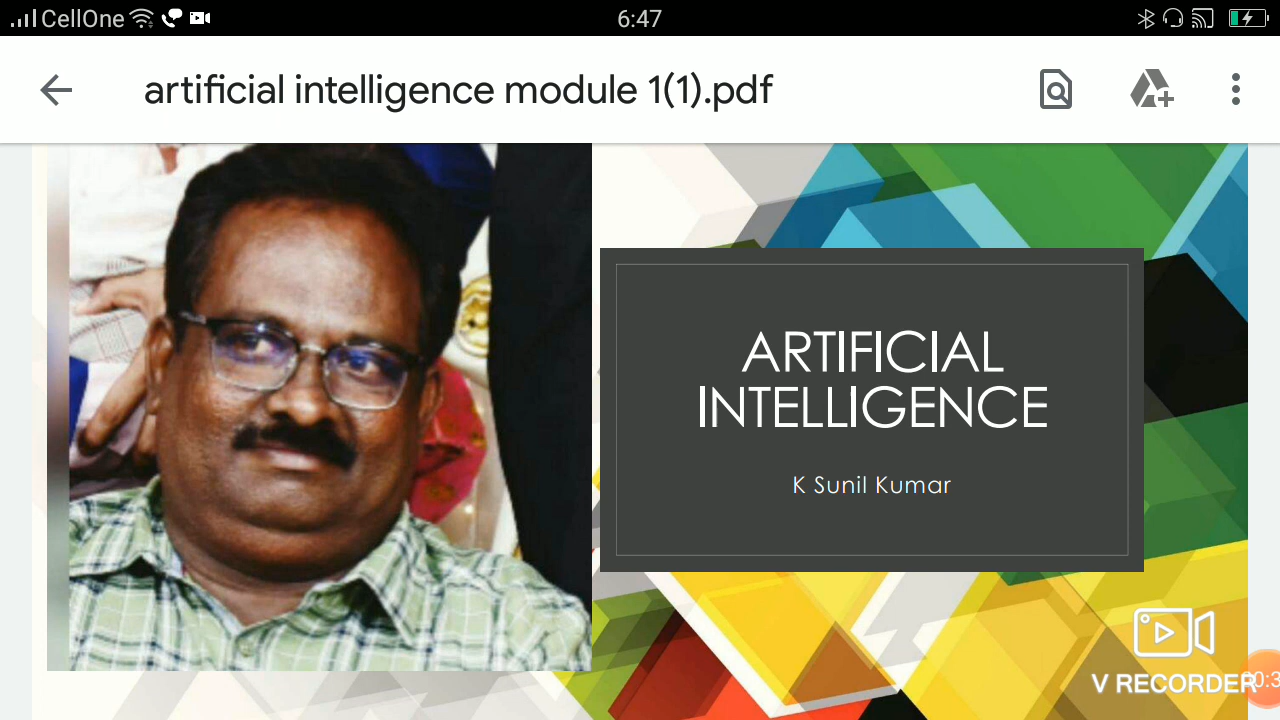 CellOne 6:47
artificial intelligence module 1(1).pdf
ARTIFICIAL
INTELLIGENCE
K Sunil Kumar
V RECORDER